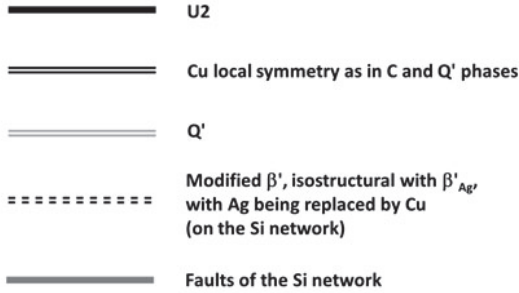 U2
Cu local symmetry as in C and Q' phases
Q'
Modified β', isostructural with β'Ag,
with Ag being replaced by Cu
(on the Si network)
Faults of the Si network